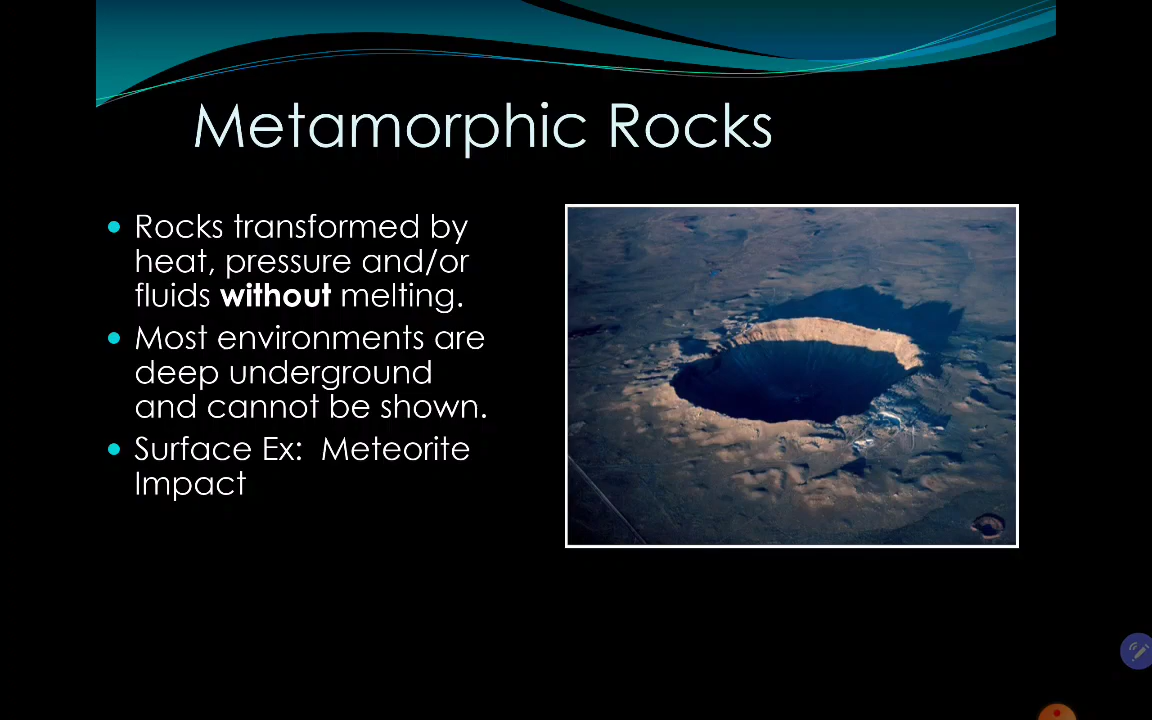 Metamorphic Rocks
Rocks transformed by
heat, pressure and/or
fluids without melting.
Most environments are
deep underground
and cannot be shown.
Surface Ex:  Meteorite
Impact